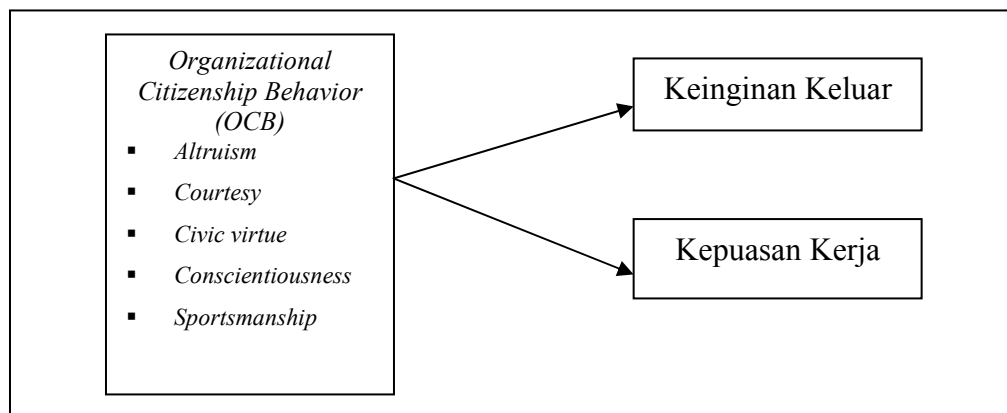 Organizational
Citizenship Behavior
(OCB)
▪ Altruism
▪ Courtesy
▪ Civic virtue
▪ Conscientiousness
▪ Sportsmanship
Keinginan Keluar
Kepuasan Kerja